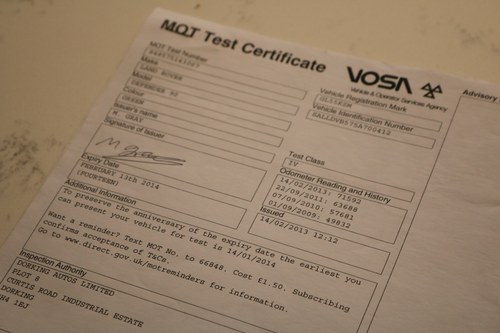 MOT Test Certificate
VOSA
Vehicle & Operator Services Agency
Advisory
MOT Test Number
Make
LAND ROVER
Model
DEFENDER 90
Colour
GREEN
Issuer's name
M. GRAY
Signature of Issuer
Expiry Date
FEBRUARY 13th 2014
(FOURTEEN)
Vehicle Registration Mark
Vehicle Identification Number
Test Class
IV
Odometer Reading and History
14/02/2013: 71592
22/09/2011: 63688
07/09/2010: 57681
01/09/2009: 49832
Issued
14/02/2013 12:12
Additional Information
To preserve the anniversary of the expiry date the earliest you
can present your vehicle for test is 14/01/2014
Want a reminder? Text MOT No. to 66848. Cost £1.50. Subscribing
confirms acceptance of T&Cs.
Go to www.direct.gov.uk/motreminders for information.
Inspection Authority
DORKING AUTOS LIMITED
PLOT 8
CURTIS ROAD INDUSTRIAL ESTATE
DORKING
1EJ